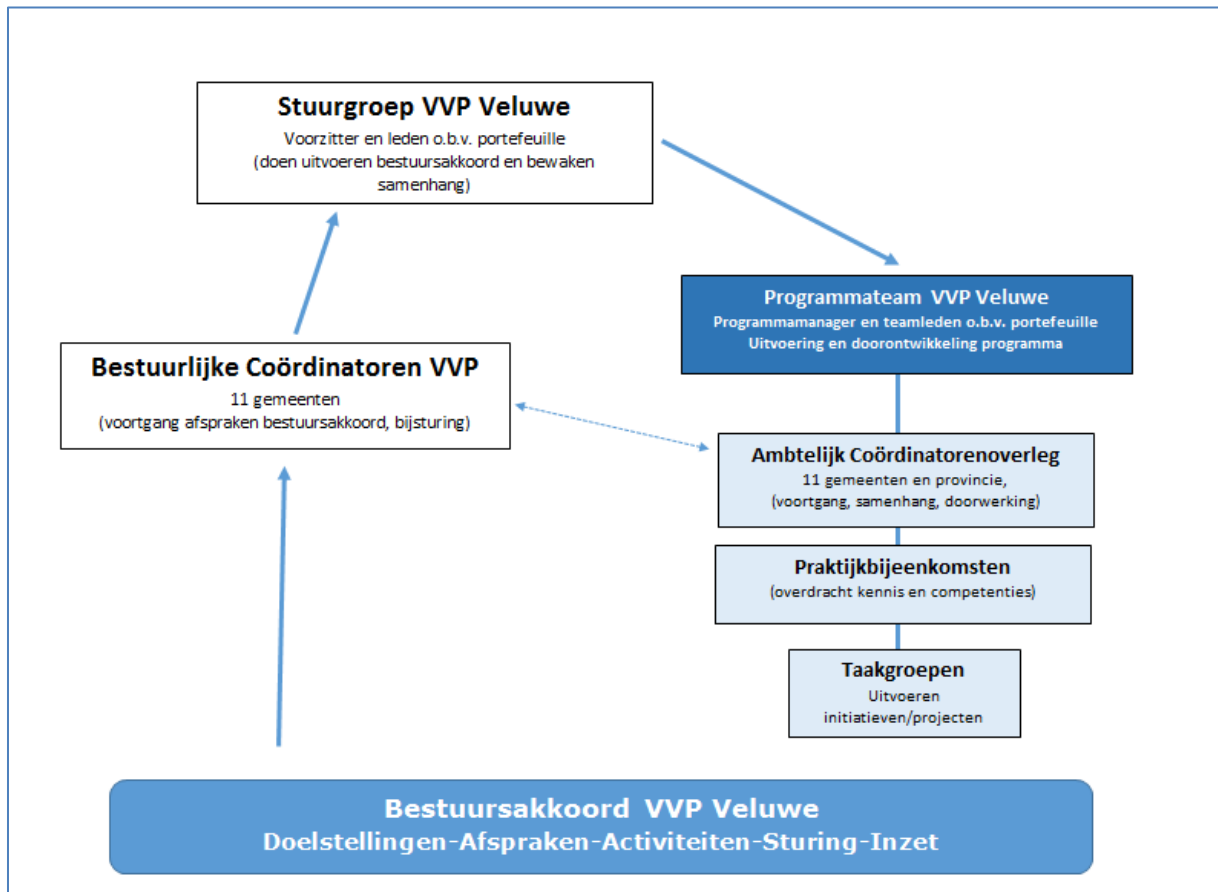 Stuurgroep VVP Veluwe
Voorzitter en leden o.b.v. portefeuille
(doen uitvoeren bestuursakkoord en bewaken
samenhang)
Programmateam VVP Veluwe
Programmamanager en teamleden o.b.v. portefeuille
Uitvoering en doorontwikkeling programma
Bestuurlijke Coördinatoren VVP
11 gemeenten
(voortgang afspraken bestuursakkoord, bijsturing)
Ambtelijk Coördinatorenoverleg
11 gemeenten en provincie,
(voortgang, samenhang, doorwerking)
Praktijkbijeenkomsten
(overdracht kennis en competenties)
Taakgroepen
Uitvoeren
initiatieven/projecten
Bestuursakkoord VVP Veluwe
Doelstellingen-Afspraken-Activiteiten-Sturing-Inzet